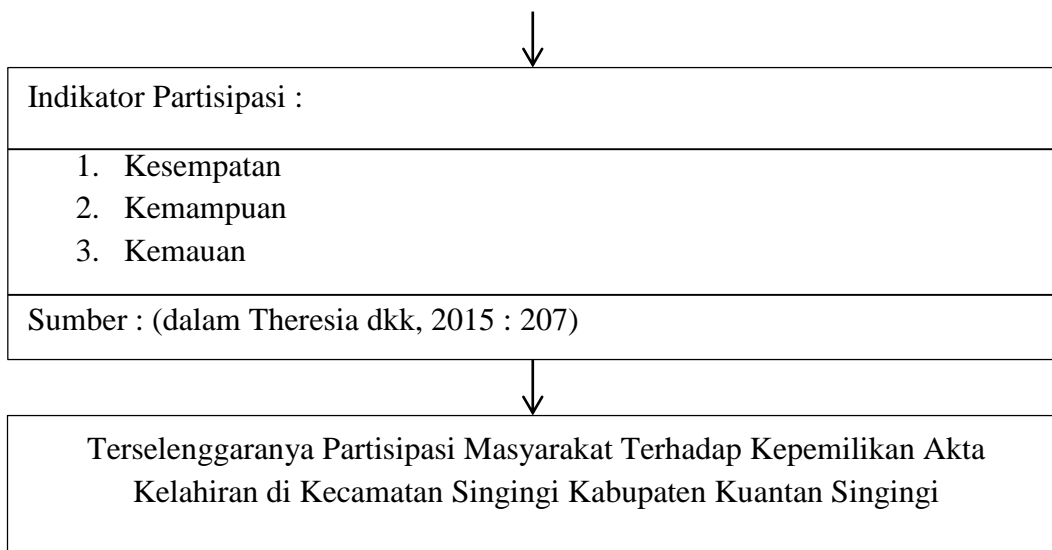 Indikator Partisipasi :
1. Kesempatan
2. Kemampuan
3. Kemauan
Sumber : (dalam Theresia dkk, 2015 : 207)
Terselenggaranya Partisipasi Masyarakat Terhadap Kepemilikan Akta
Kelahiran di Kecamatan Singingi Kabupaten Kuantan Singingi